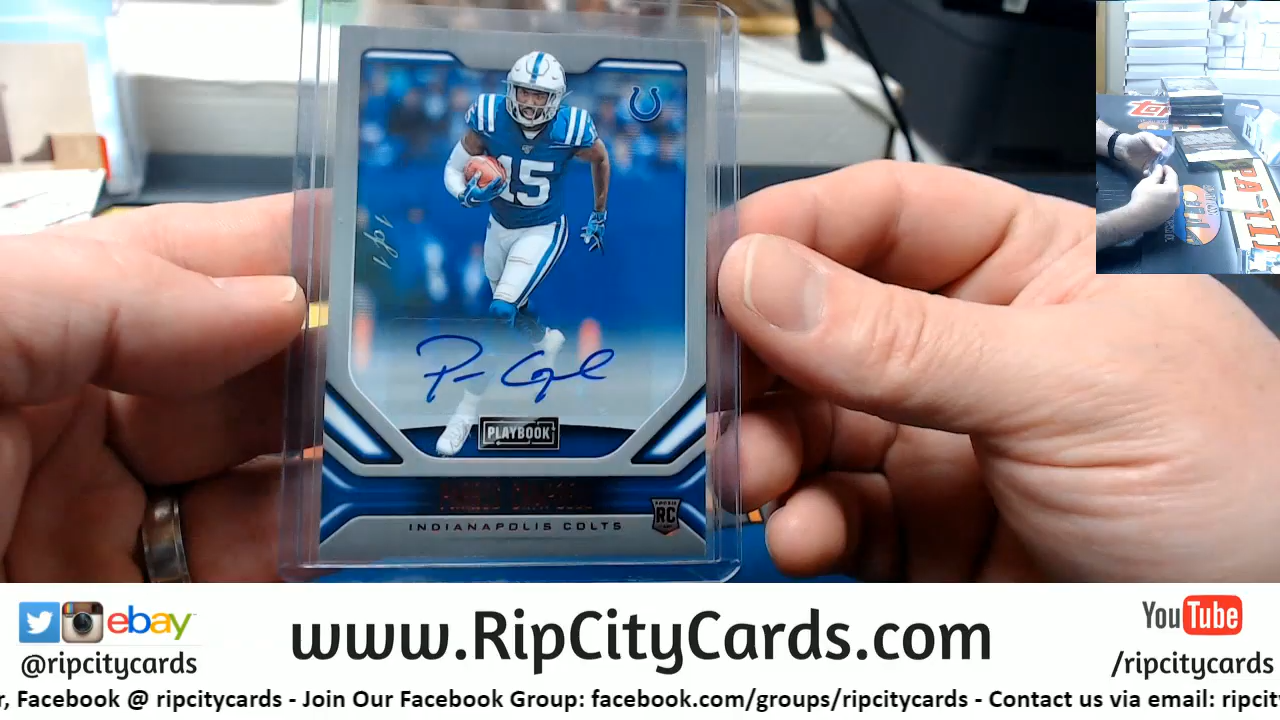 15
1 of 1
PLAYBOOK
INDIANAPOLIS COLTS
RC
ebay
@ripcitycards
www.RipCityCards.com
YouTube
/ripcitycards
r, Facebook @ ripcitycards - Join Our Facebook Group: facebook.com/groups/ripcitycards - Contact us via email: ripcit